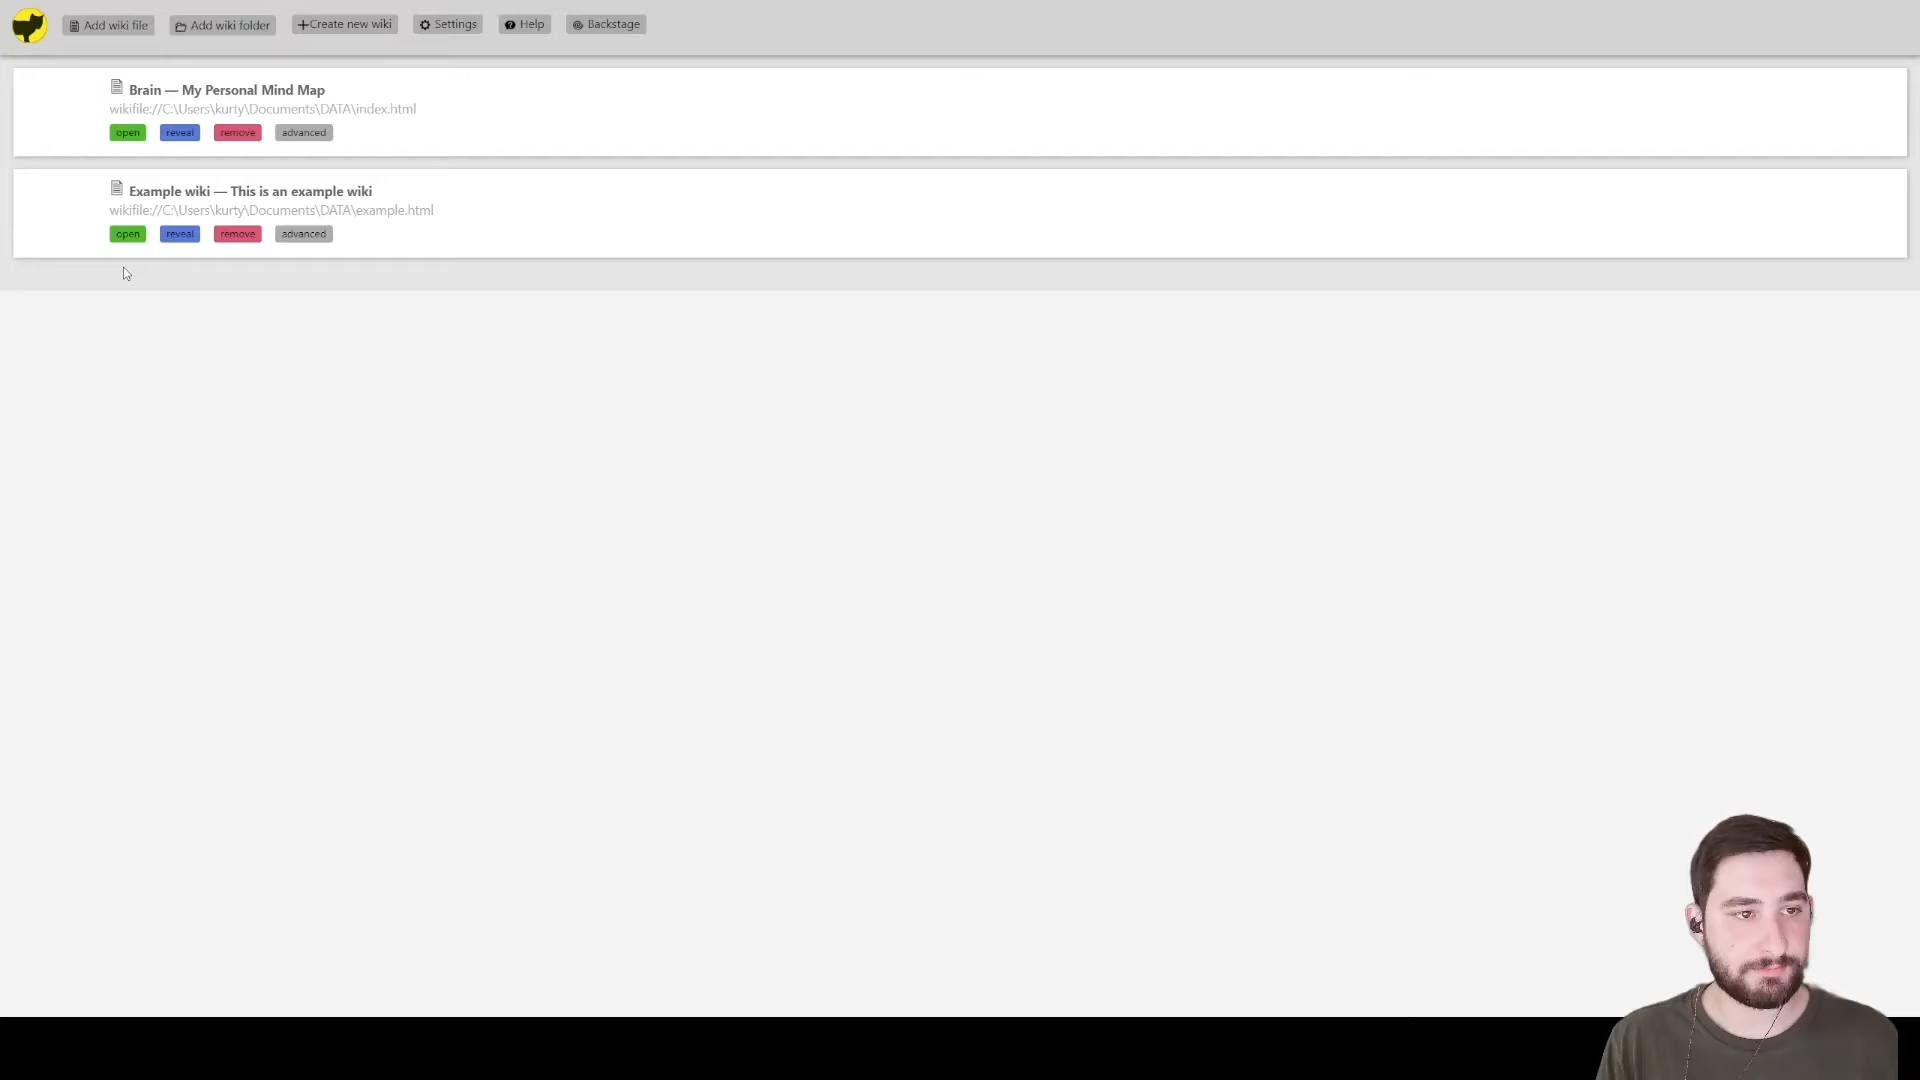 Add wiki file Add wiki folder Create new wiki Settings Help Backstage
Brain — My Personal Mind Map
wikifile://C:\Users\kurty\Documents\DATA\index.html
open reveal remove advanced
Example wiki — This is an example wiki
wikifile://C:\Users\kurty\Documents\DATA\example.html
open reveal remove advanced